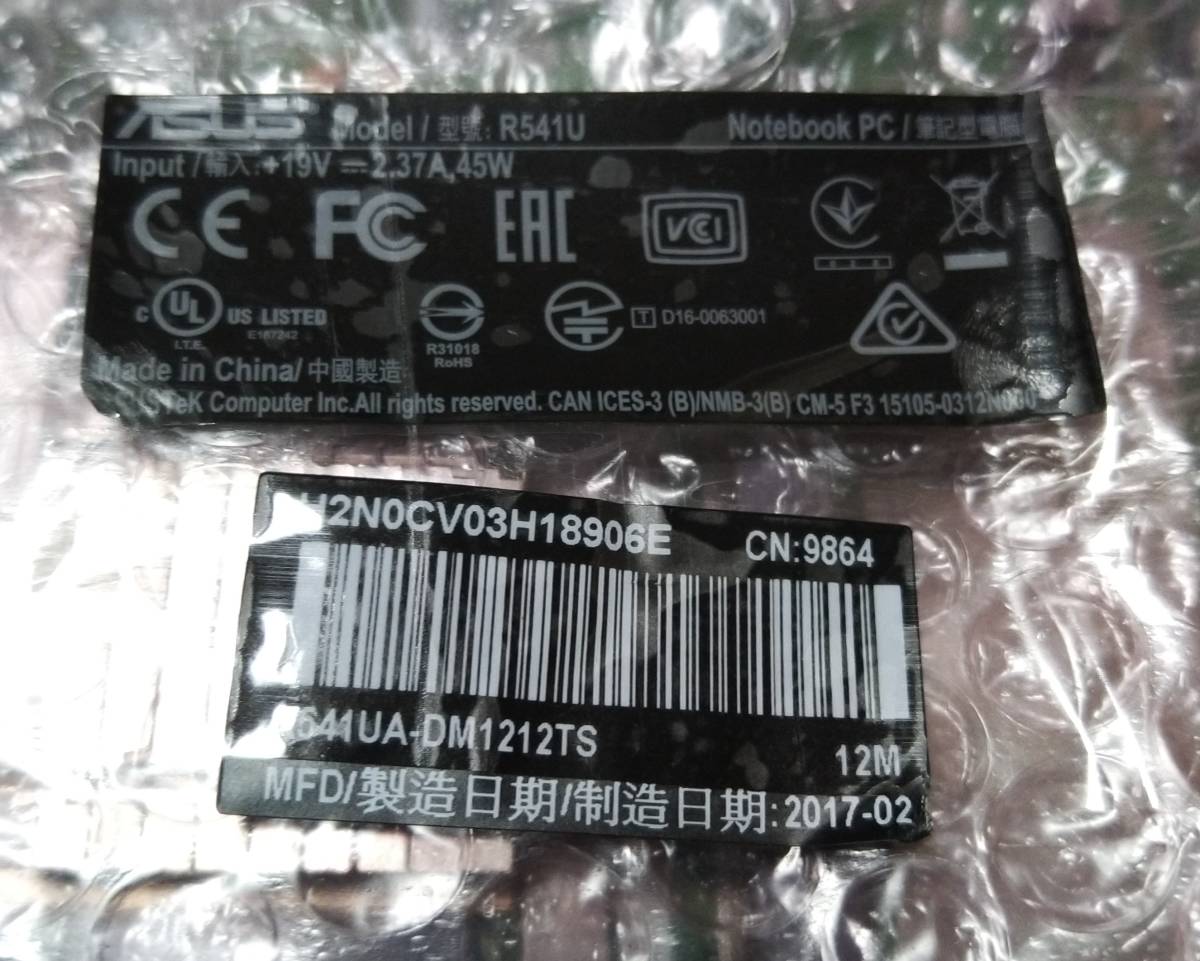 ASUS Model / 型號: R541U Notebook PC / 筆記型電腦
Input / 輸入: +19V ⎓ 2.37A, 45W
CE FC EAC VCI
C UL US LISTED
I.T.E. E187242
R31018
RoHS
T D16-0063001
Made in China/ 中國製造
Computer Inc.All rights reserved. CAN ICES-3 (B)/NMB-3(B) CM-5 F3
H2N0CV03H18906E CN:9864
541UA-DM1212TS 12M
MFD/製造日期/制造日期: 2017-02